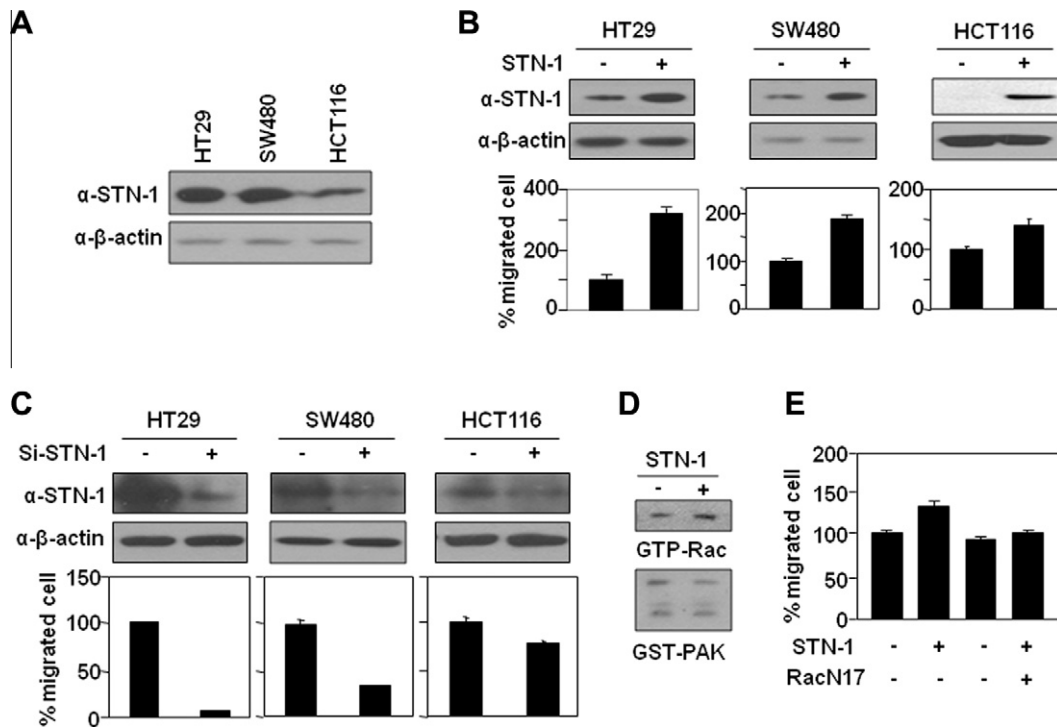 A
HT29
SW480
HCT116
α-STN-1
α-β-actin
B
HT29
SW480
HCT116
STN-1
-
+
-
+
-
+
α-STN-1
α-β-actin
% migrated cell
400
200
0
200
100
0
200
100
0
C
HT29
SW480
HCT116
Si-STN-1
-
+
-
+
-
+
α-STN-1
α-β-actin
% migrated cell
150
100
50
0
D
STN-1
-
+
GTP-Rac
GST-PAK
E
% migrated cell
200
150
100
50
0
STN-1
-
+
-
+
RacN17
-
-
-
+